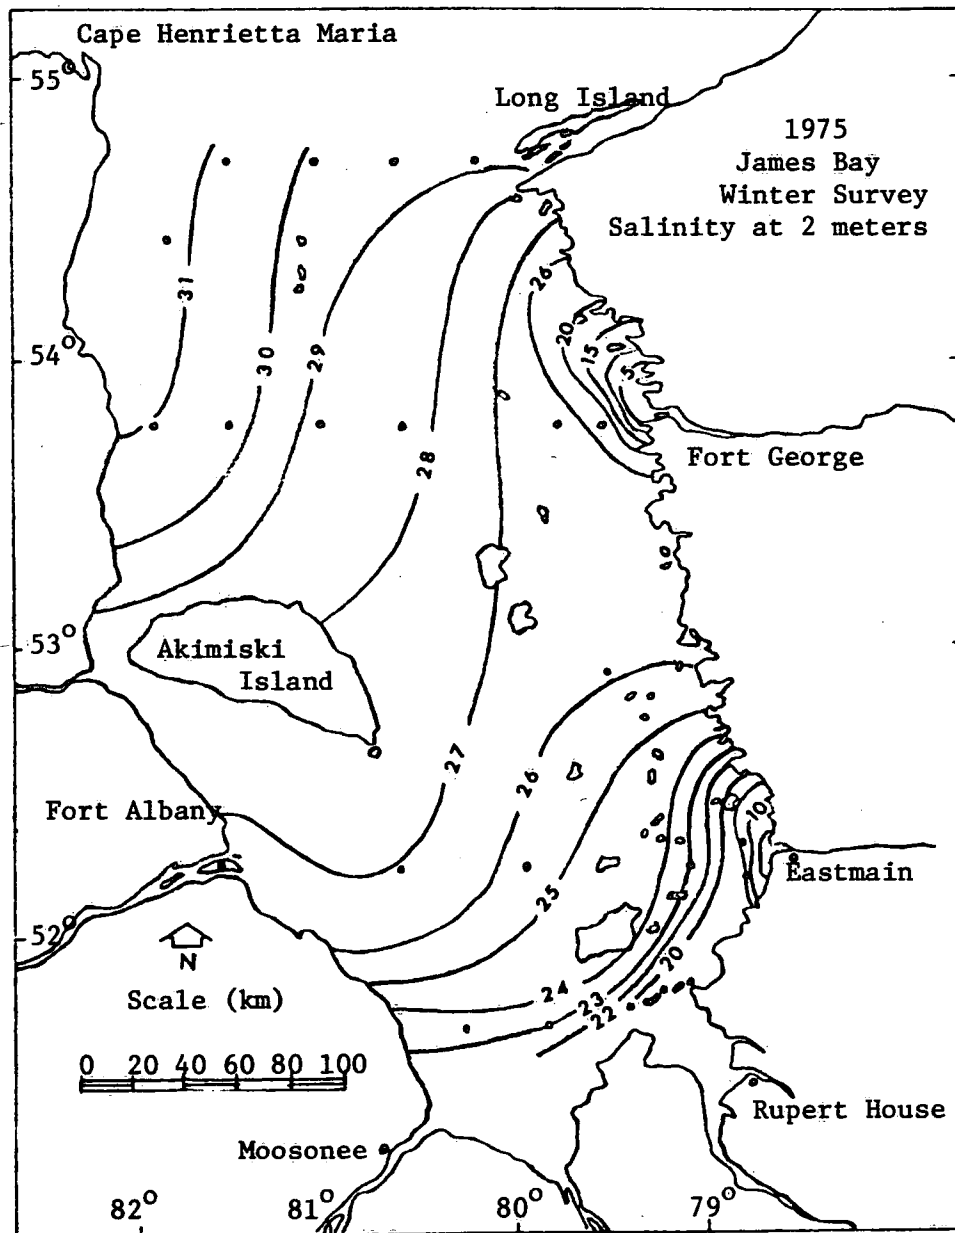 Cape Henrietta Maria
55°
Long Island
1975
James Bay
Winter Survey
Salinity at 2 meters
31
30
29
28
26
20
15
5
54°
Fort George
53°
Akimiski
Island
27
26
25
10
Fort Albany
Eastmain
52°
N
24
23
22
20
Scale (km)
0 20 40 60 80 100
Rupert House
Moosonee
82° 81° 80° 79°